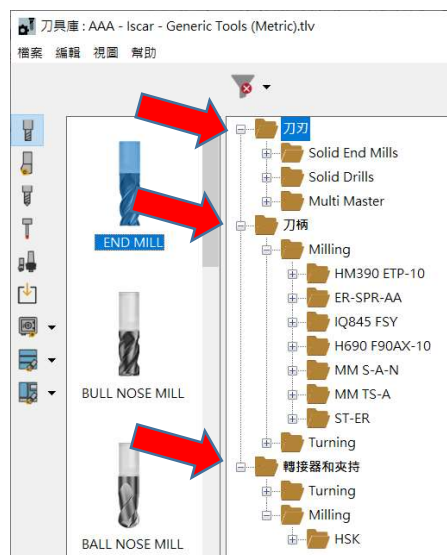 刀具庫 : AAA - Iscar - Generic Tools (Metric).tlv
檔案 編輯 視圖 幫助
END MILL
BULL NOSE MILL
BALL NOSE MILL
刀刃
Solid End Mills
Solid Drills
Multi Master
刀柄
Milling
HM390 ETP-10
ER-SPR-AA
IQ845 FSY
H690 F90AX-10
MM S-A-N
MM TS-A
ST-ER
Turning
轉接器和夾持
Turning
Milling
HSK